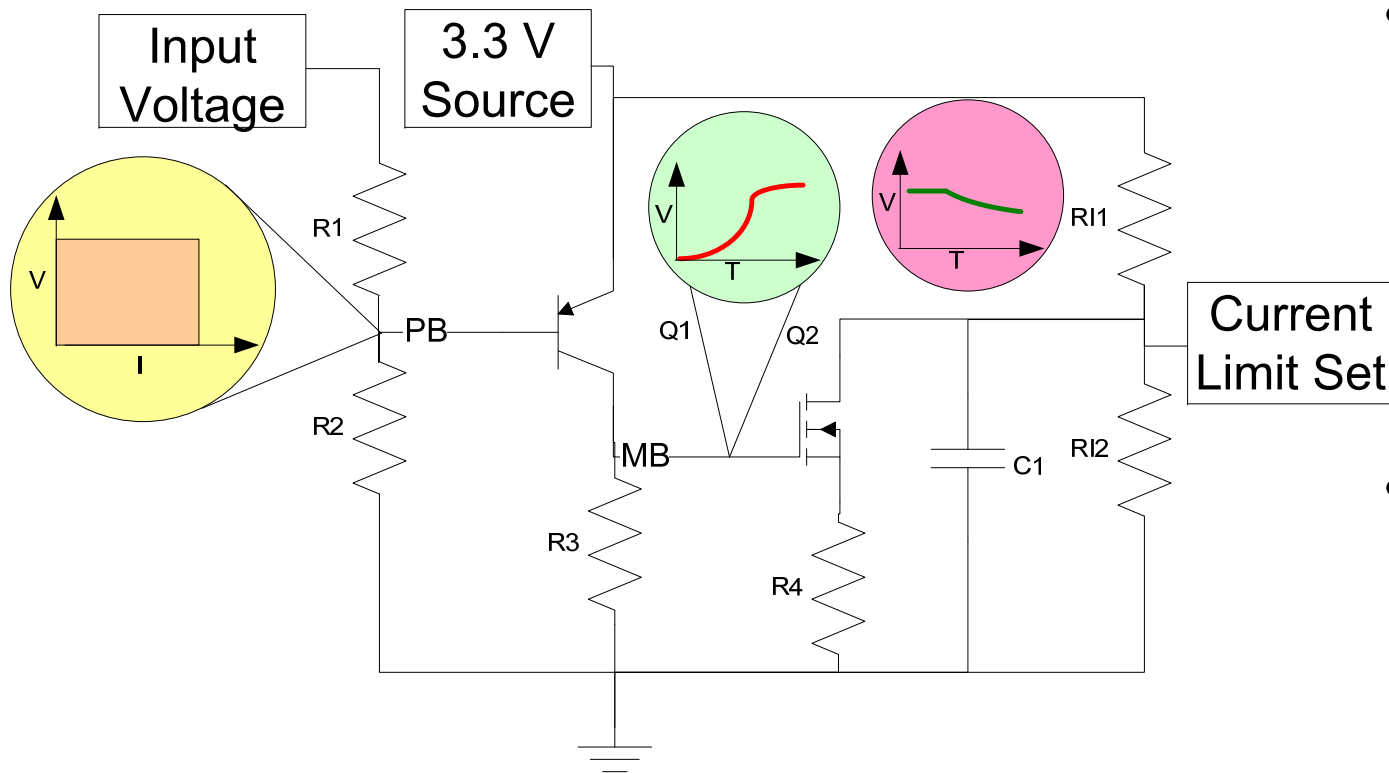 Input
Voltage
3.3 V
Source
R1
V
I
PB
R2
V
T
Q1
Q2
V
T
RI1
Current
Limit Set
MB
R3
R4
C1
RI2